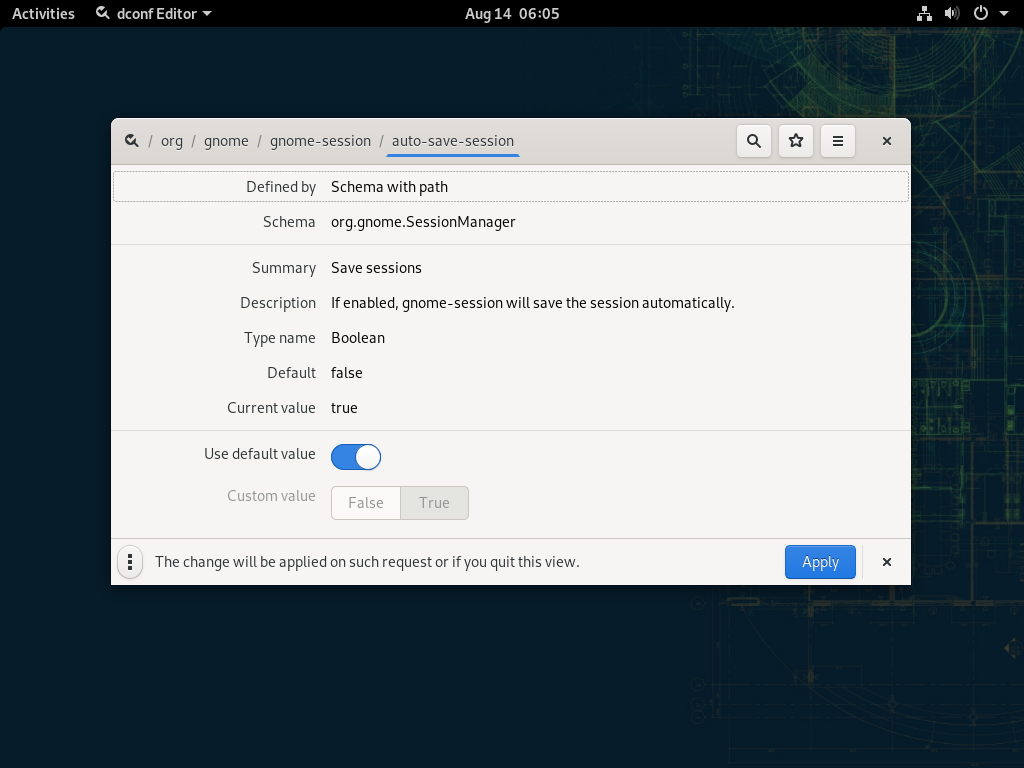 Activities dconf Editor Aug 14 06:05
/ org / gnome / gnome-session / auto-save-session
Defined by Schema with path
Schema org.gnome.SessionManager
Summary Save sessions
Description If enabled, gnome-session will save the session automatically.
Type name Boolean
Default false
Current value true
Use default value
Custom value False True
The change will be applied on such request or if you quit this view. Apply